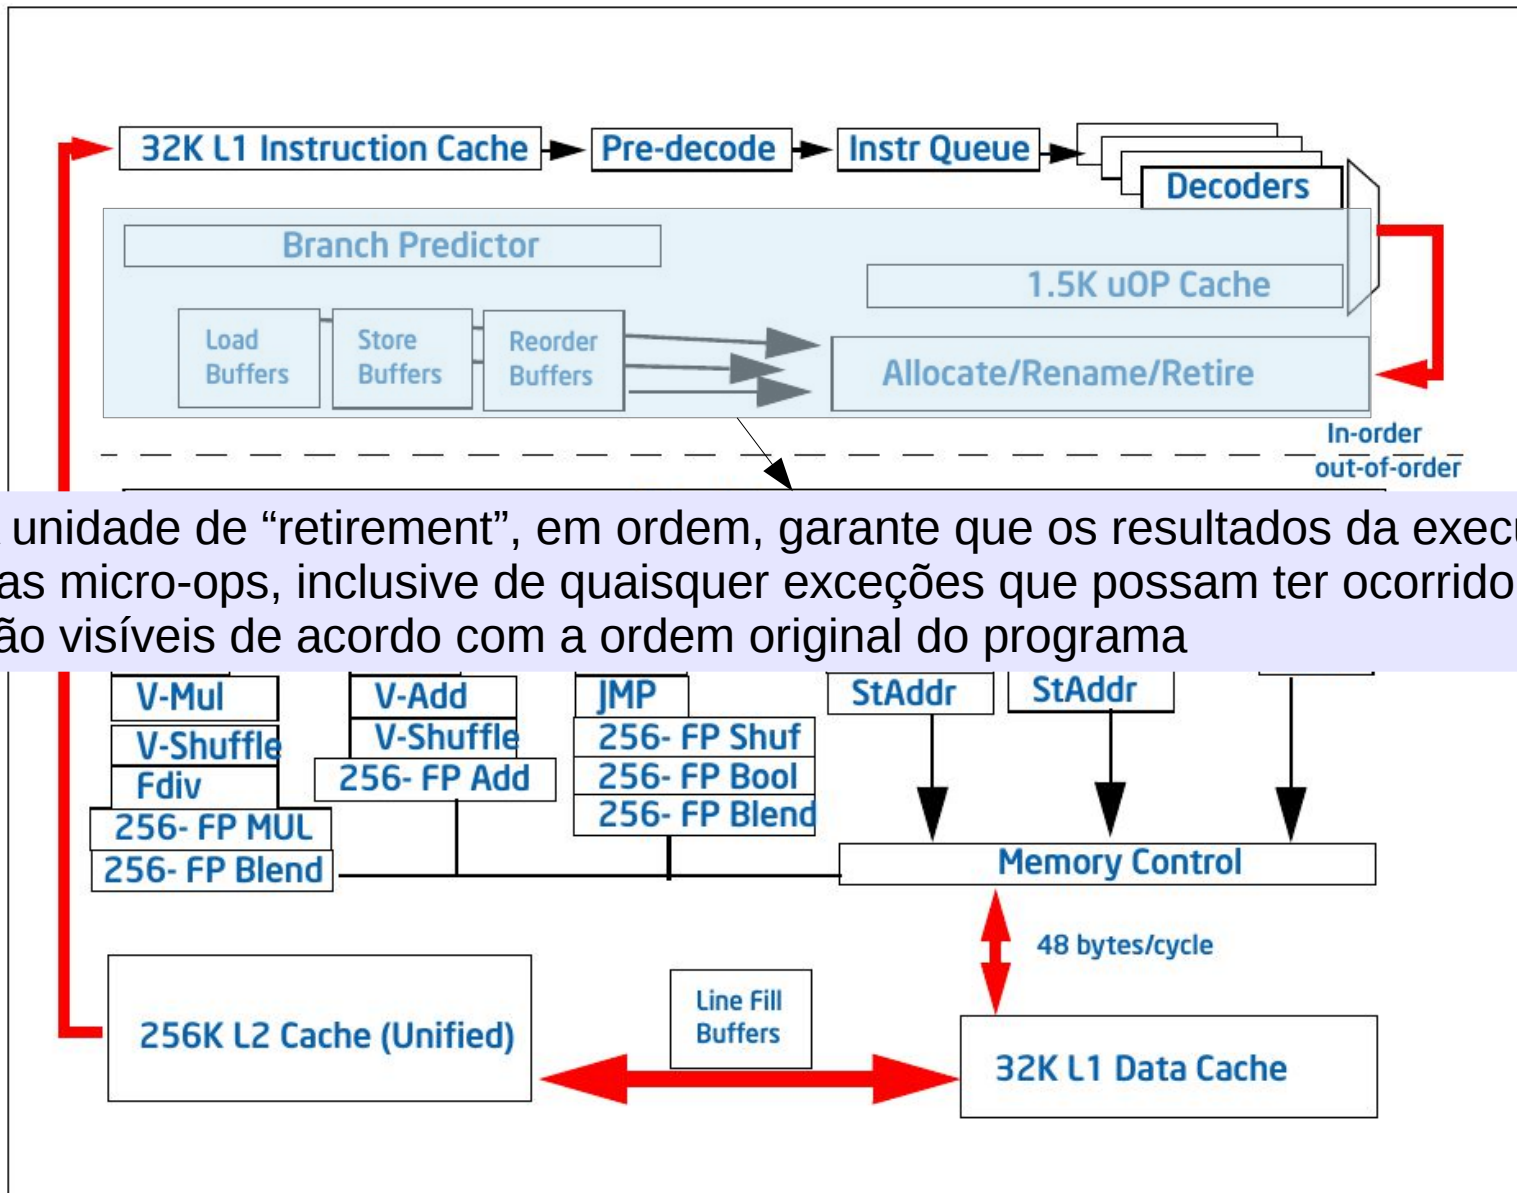 32K L1 Instruction Cache
Pre-decode
Instr Queue
Decoders
Branch Predictor
1.5K uOP Cache
Load
Buffers
Store
Buffers
Reorder
Buffers
Allocate/Rename/Retire
In-order
out-of-order
unidade de “retirement”, em ordem, garante que os resultados da execu
as micro-ops, inclusive de quaisquer exceções que possam ter ocorrido
ão visíveis de acordo com a ordem original do programa
V-Mul
V-Shuffle
Fdiv
256- FP MUL
256- FP Blend
V-Add
V-Shuffle
256- FP Add
JMP
256- FP Shuf
256- FP Bool
256- FP Blend
StAddr
StAddr
Memory Control
48 bytes/cycle
256K L2 Cache (Unified)
Line Fill
Buffers
32K L1 Data Cache